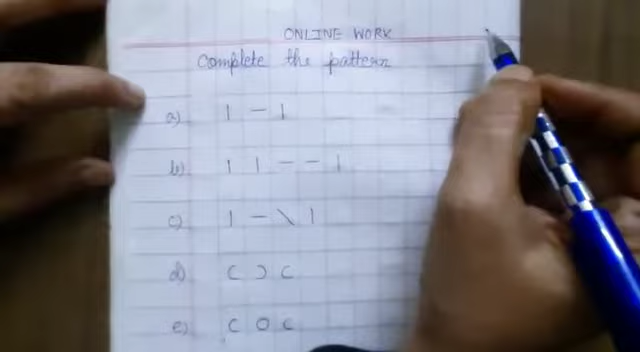 ONLINE WORK
Complete the pattern
a) | — |
b) | | — — |
c) | — \ |
d) ( ) (
e) C O C